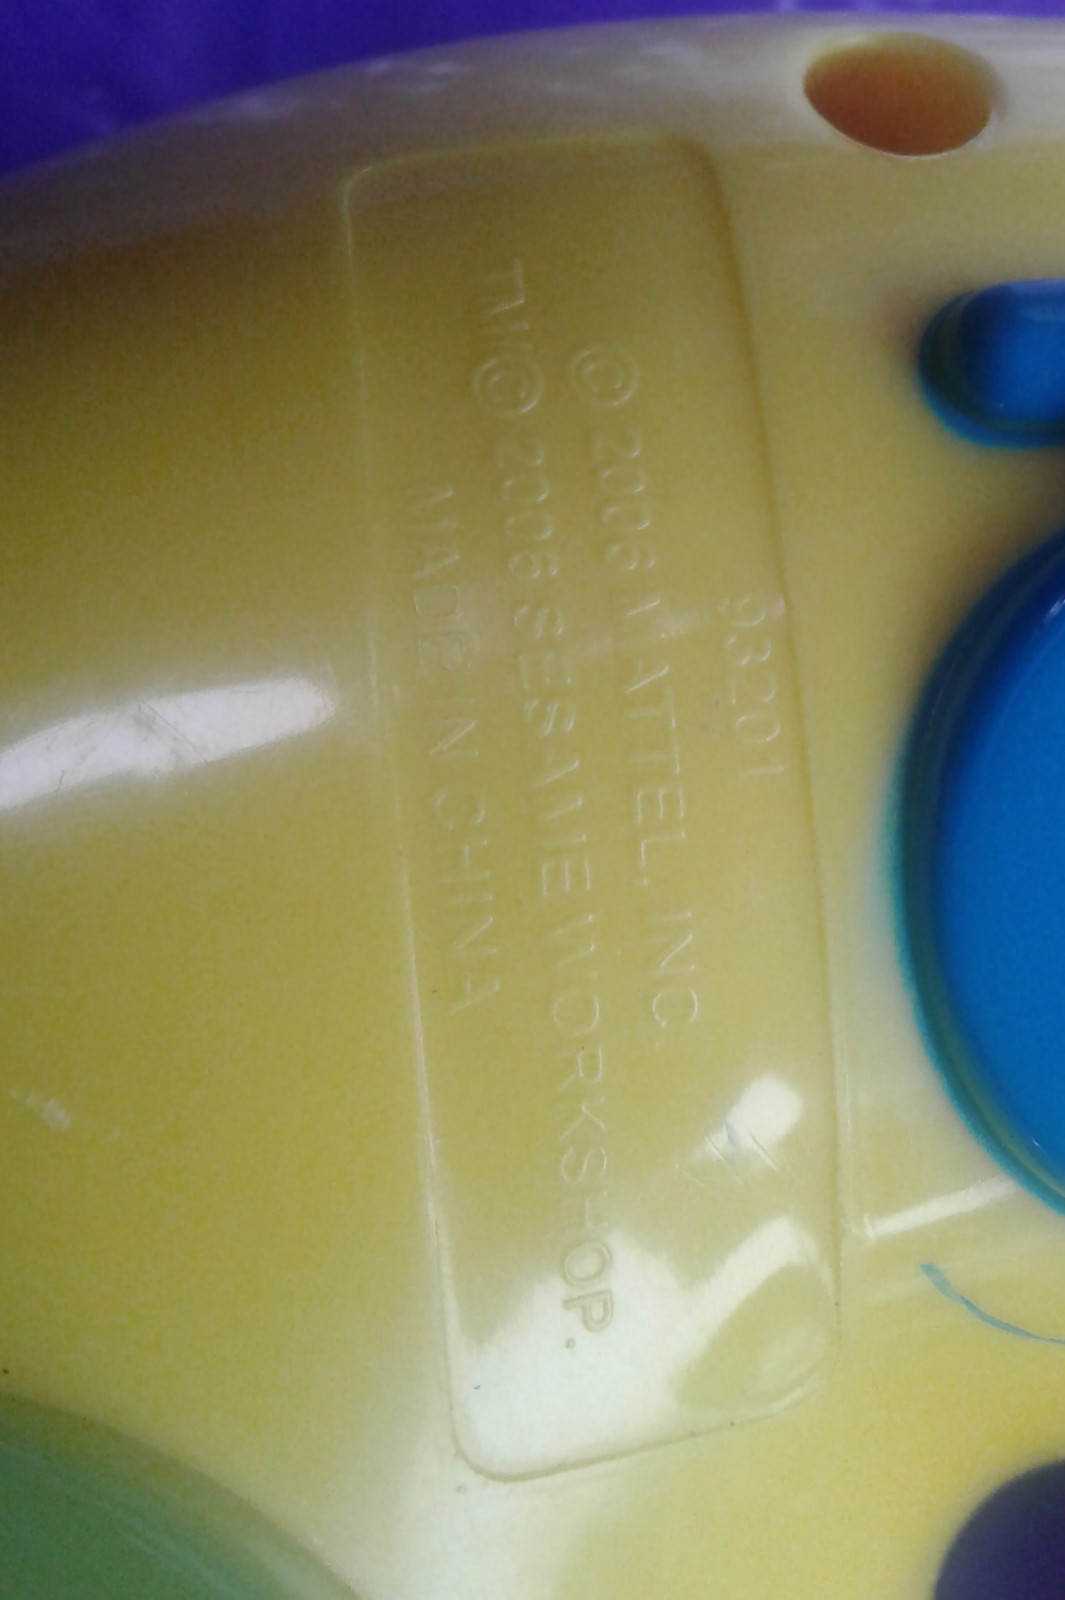 93201
© 2006 MATTEL, INC.
TM © 2006 SESAME WORKSHOP.
MADE IN CHINA